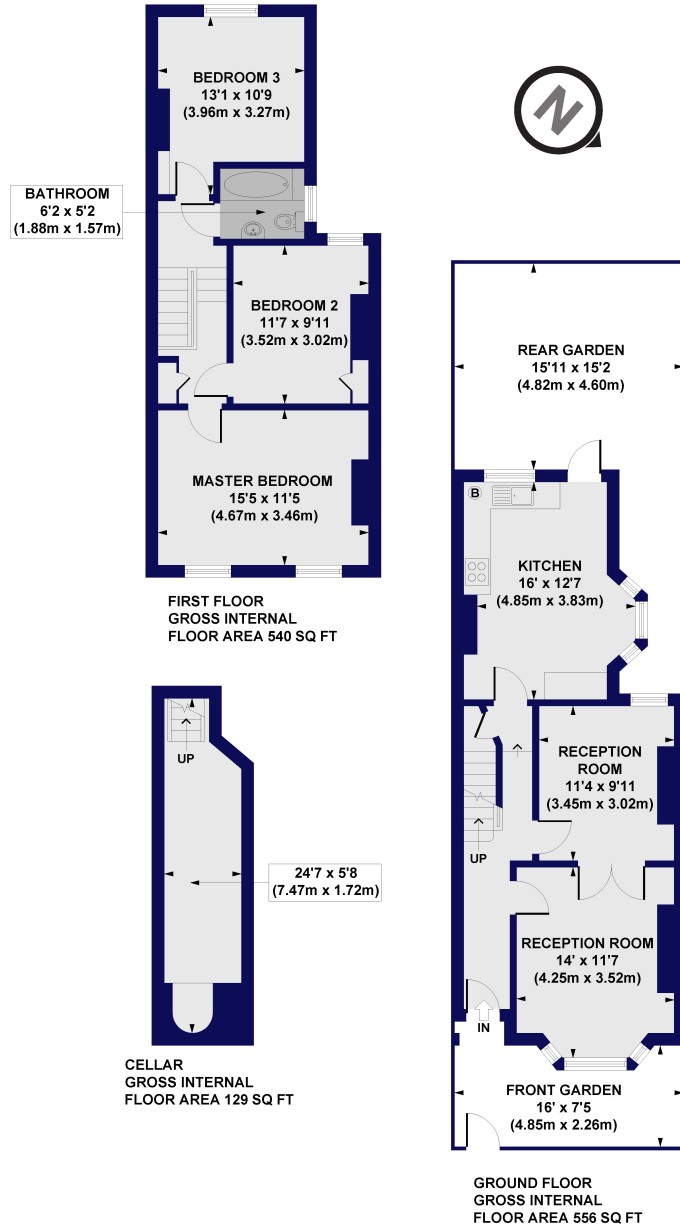 BEDROOM 3
13'1 x 10'9
(3.96m x 3.27m)
N
BATHROOM
6'2 x 5'2
(1.88m x 1.57m)
BEDROOM 2
11'7 x 9'11
(3.52m x 3.02m)
MASTER BEDROOM
15'5 x 11'5
(4.67m x 3.46m)
FIRST FLOOR
GROSS INTERNAL
FLOOR AREA 540 SQ FT
REAR GARDEN
15'11 x 15'2
(4.82m x 4.60m)
B
KITCHEN
16' x 12'7
(4.85m x 3.83m)
RECEPTION
ROOM
11'4 x 9'11
(3.45m x 3.02m)
UP
RECEPTION ROOM
14' x 11'7
(4.25m x 3.52m)
IN
FRONT GARDEN
16' x 7'5
(4.85m x 2.26m)
UP
24'7 x 5'8
(7.47m x 1.72m)
CELLAR
GROSS INTERNAL
FLOOR AREA 129 SQ FT
GROUND FLOOR
GROSS INTERNAL
FLOOR AREA 556 SQ FT